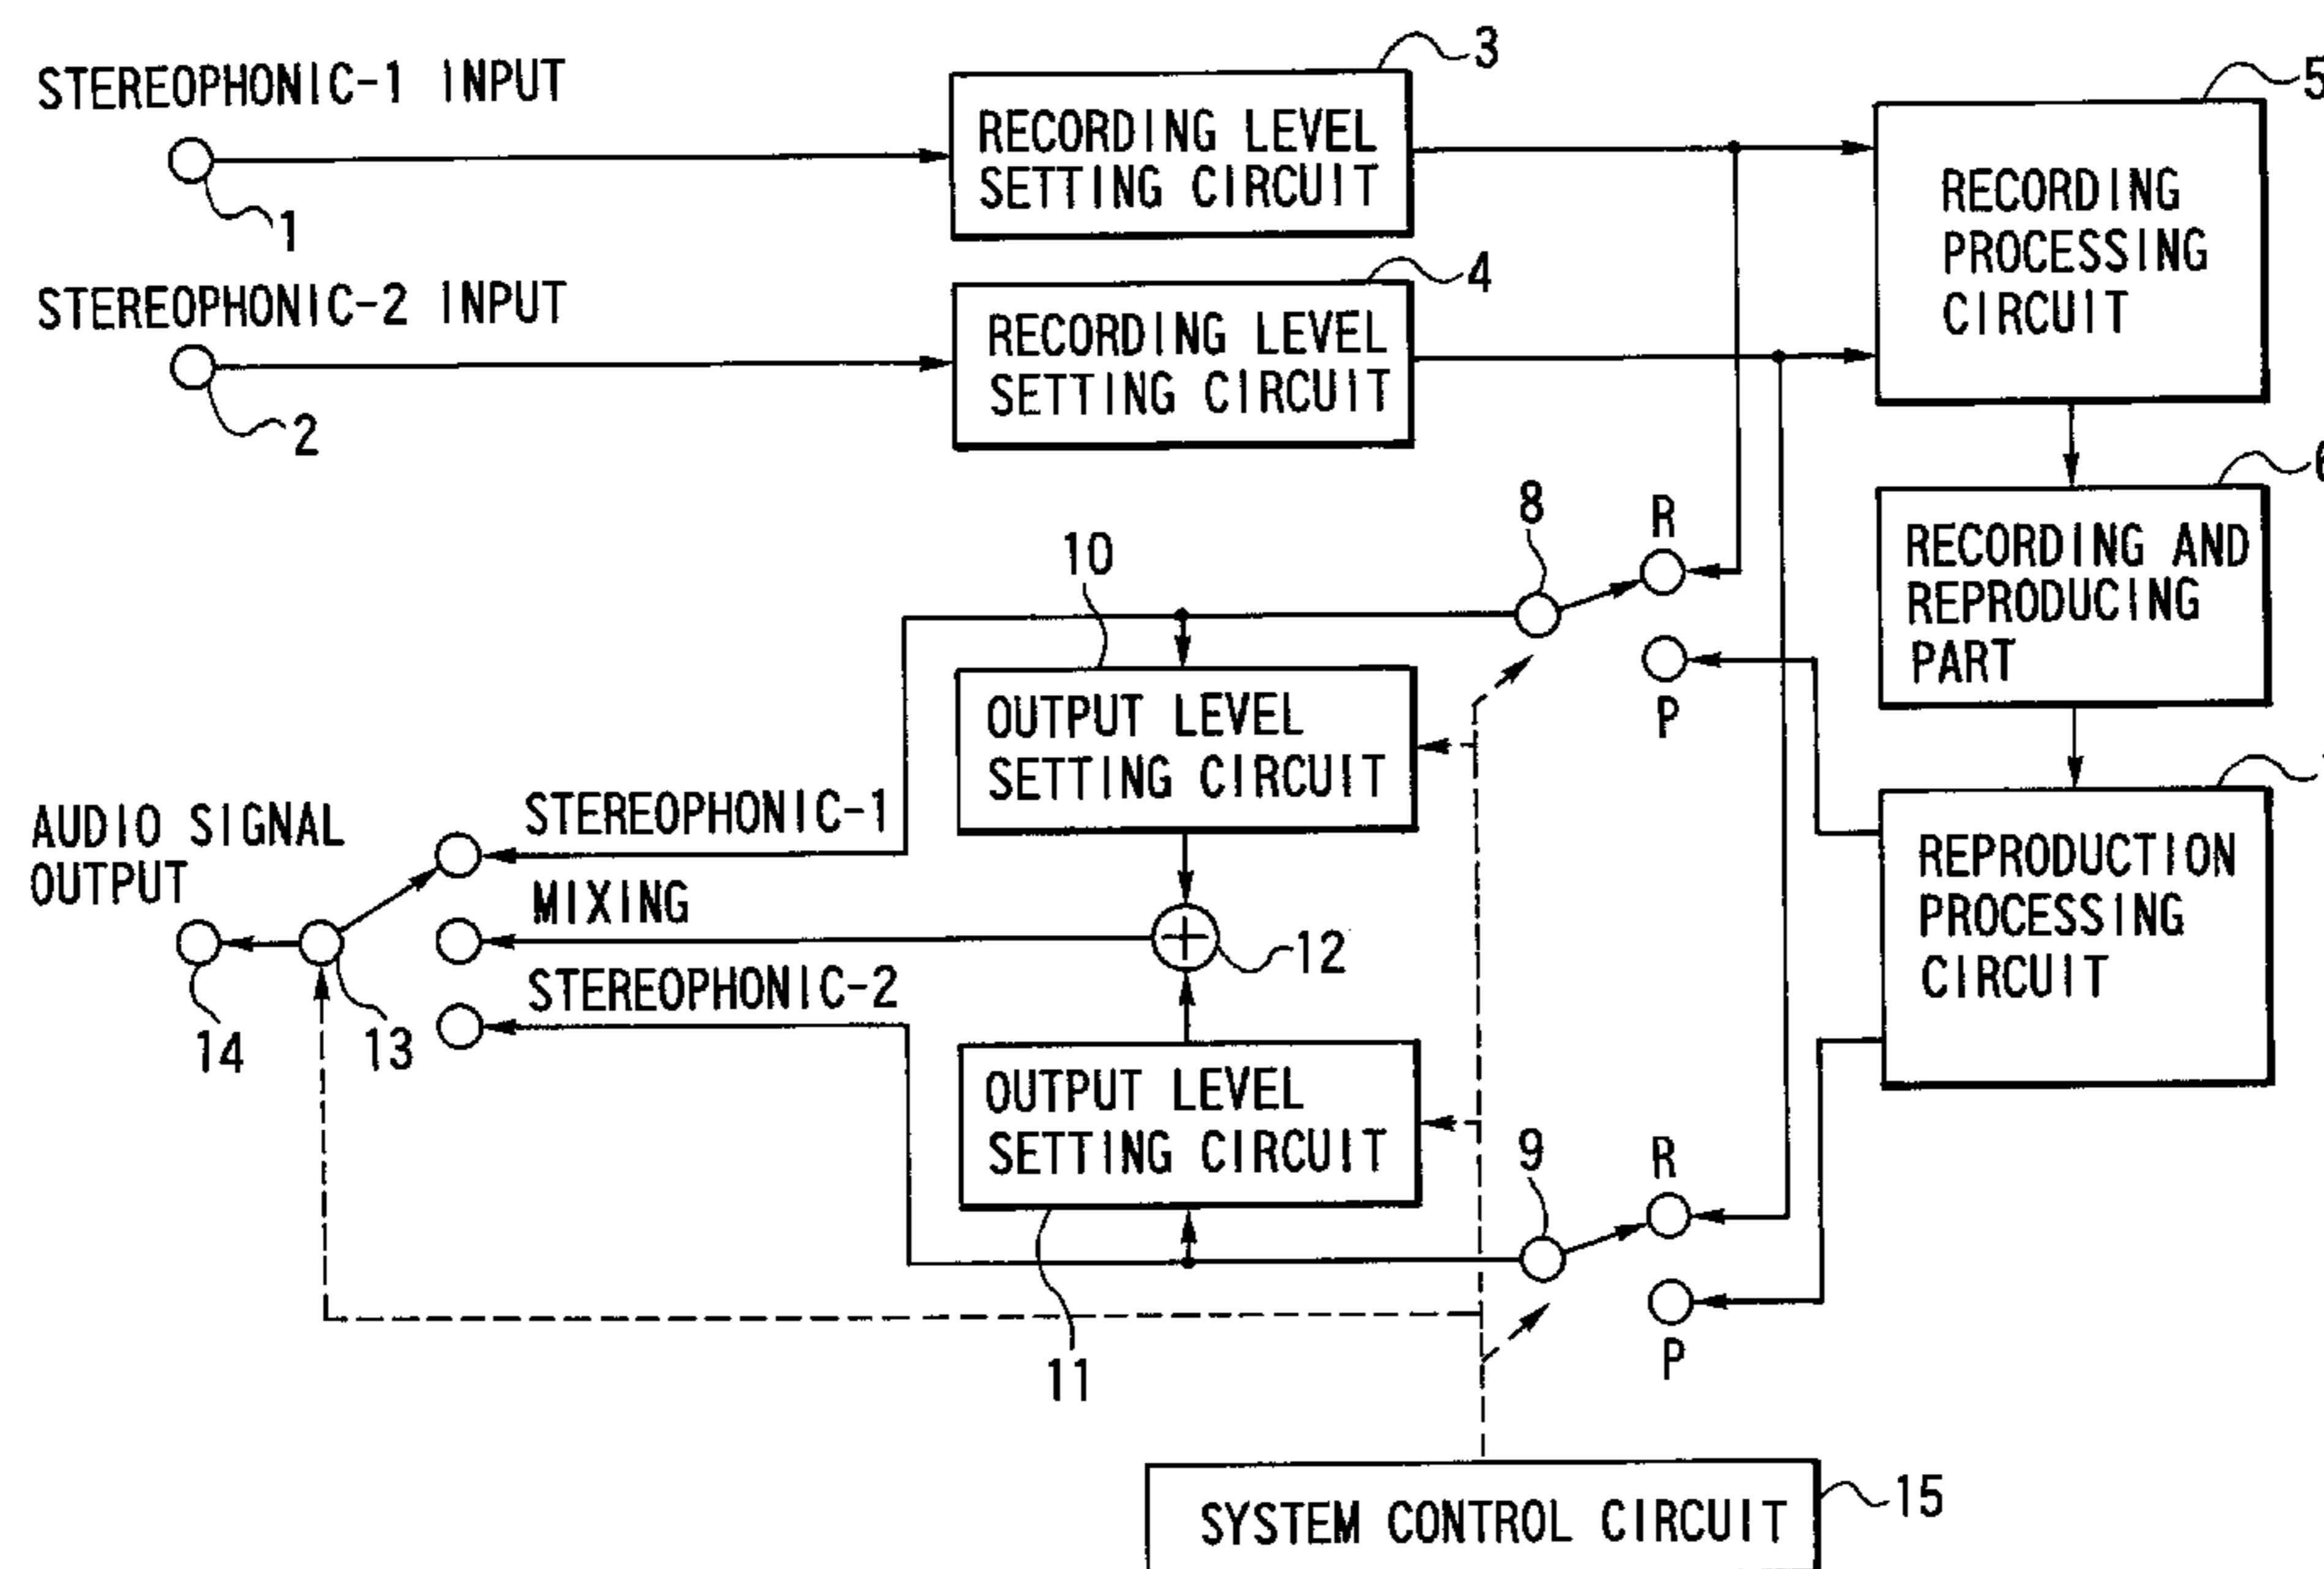 STEREOPHONIC-1 INPUT
1
STEREOPHONIC-2 INPUT
2
3
RECORDING LEVEL
SETTING CIRCUIT
4
RECORDING LEVEL
SETTING CIRCUIT
5
RECORDING
PROCESSING
CIRCUIT
RECORDING AND
REPRODUCING
PART
REPRODUCTION
PROCESSING
CIRCUIT
8
R
P
10
OUTPUT LEVEL
SETTING CIRCUIT
AUDIO SIGNAL
OUTPUT
STEREOPHONIC-1
MIXING
STEREOPHONIC-2
12
14
13
OUTPUT LEVEL
SETTING CIRCUIT
11
9
R
P
SYSTEM CONTROL CIRCUIT
15